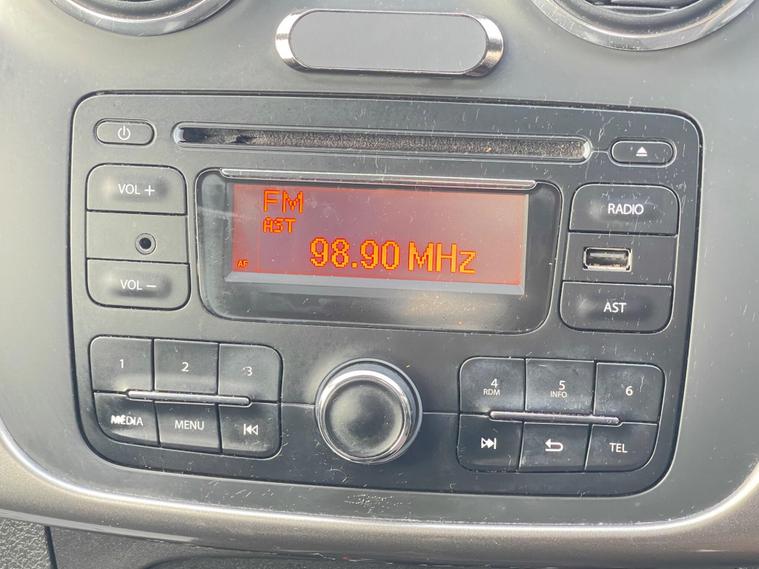 VOL +
VOL −
FM
AST
AF
98.90 MHz
RADIO
AST
1
2
3
MEDIA
MENU
4
RDM
5
INFO
6
TEL